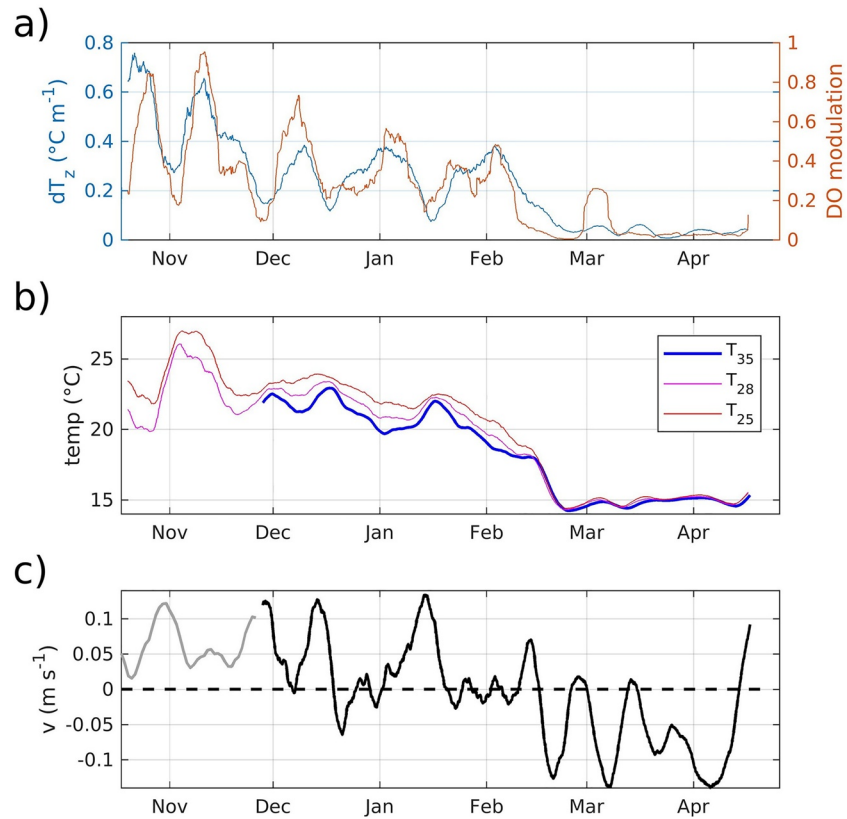 a)
0.8
0.6
0.4
0.2
0
dT_z (°C m⁻¹)
1
0.8
0.6
0.4
0.2
0
DO modulation
Nov Dec Jan Feb Mar Apr
b)
25
20
15
temp (°C)
T₃₅
T₂₈
T₂₅
Nov Dec Jan Feb Mar Apr
c)
0.1
0.05
0
-0.05
-0.1
v (m s⁻¹)
Nov Dec Jan Feb Mar Apr